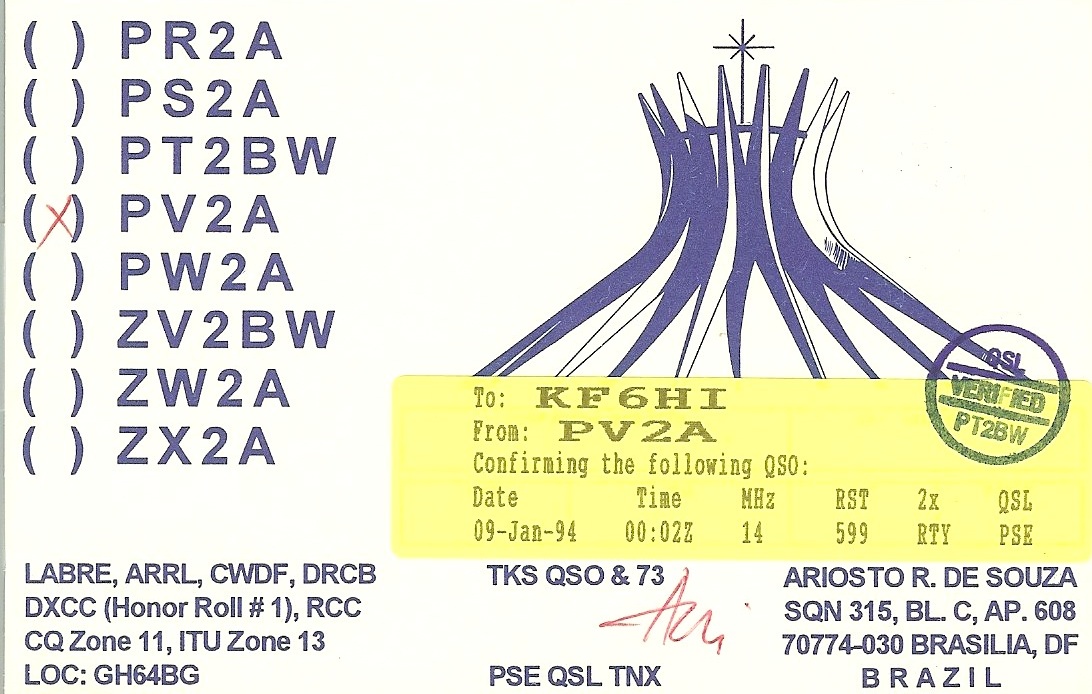 ( ) PR2A
( ) PS2A
( ) PT2BW
(X) PV2A
( ) PW2A
( ) ZV2BW
( ) ZW2A
( ) ZX2A
QSL
VERIFIED
PT2BW
To: KF6HI
From: PV2A
Confirming the following QSO:
Date Time MHz RST 2x QSL
09-Jan-94 00:02Z 14 599 RTY PSE
LABRE, ARRL, CWDF, DRCB
DXCC (Honor Roll # 1), RCC
CQ Zone 11, ITU Zone 13
LOC: GH64BG
TKS QSO & 73
PSE QSL TNX
ARIOSTO R. DE SOUZA
SQN 315, BL. C, AP. 608
70774-030 BRASILIA, DF
BRAZIL